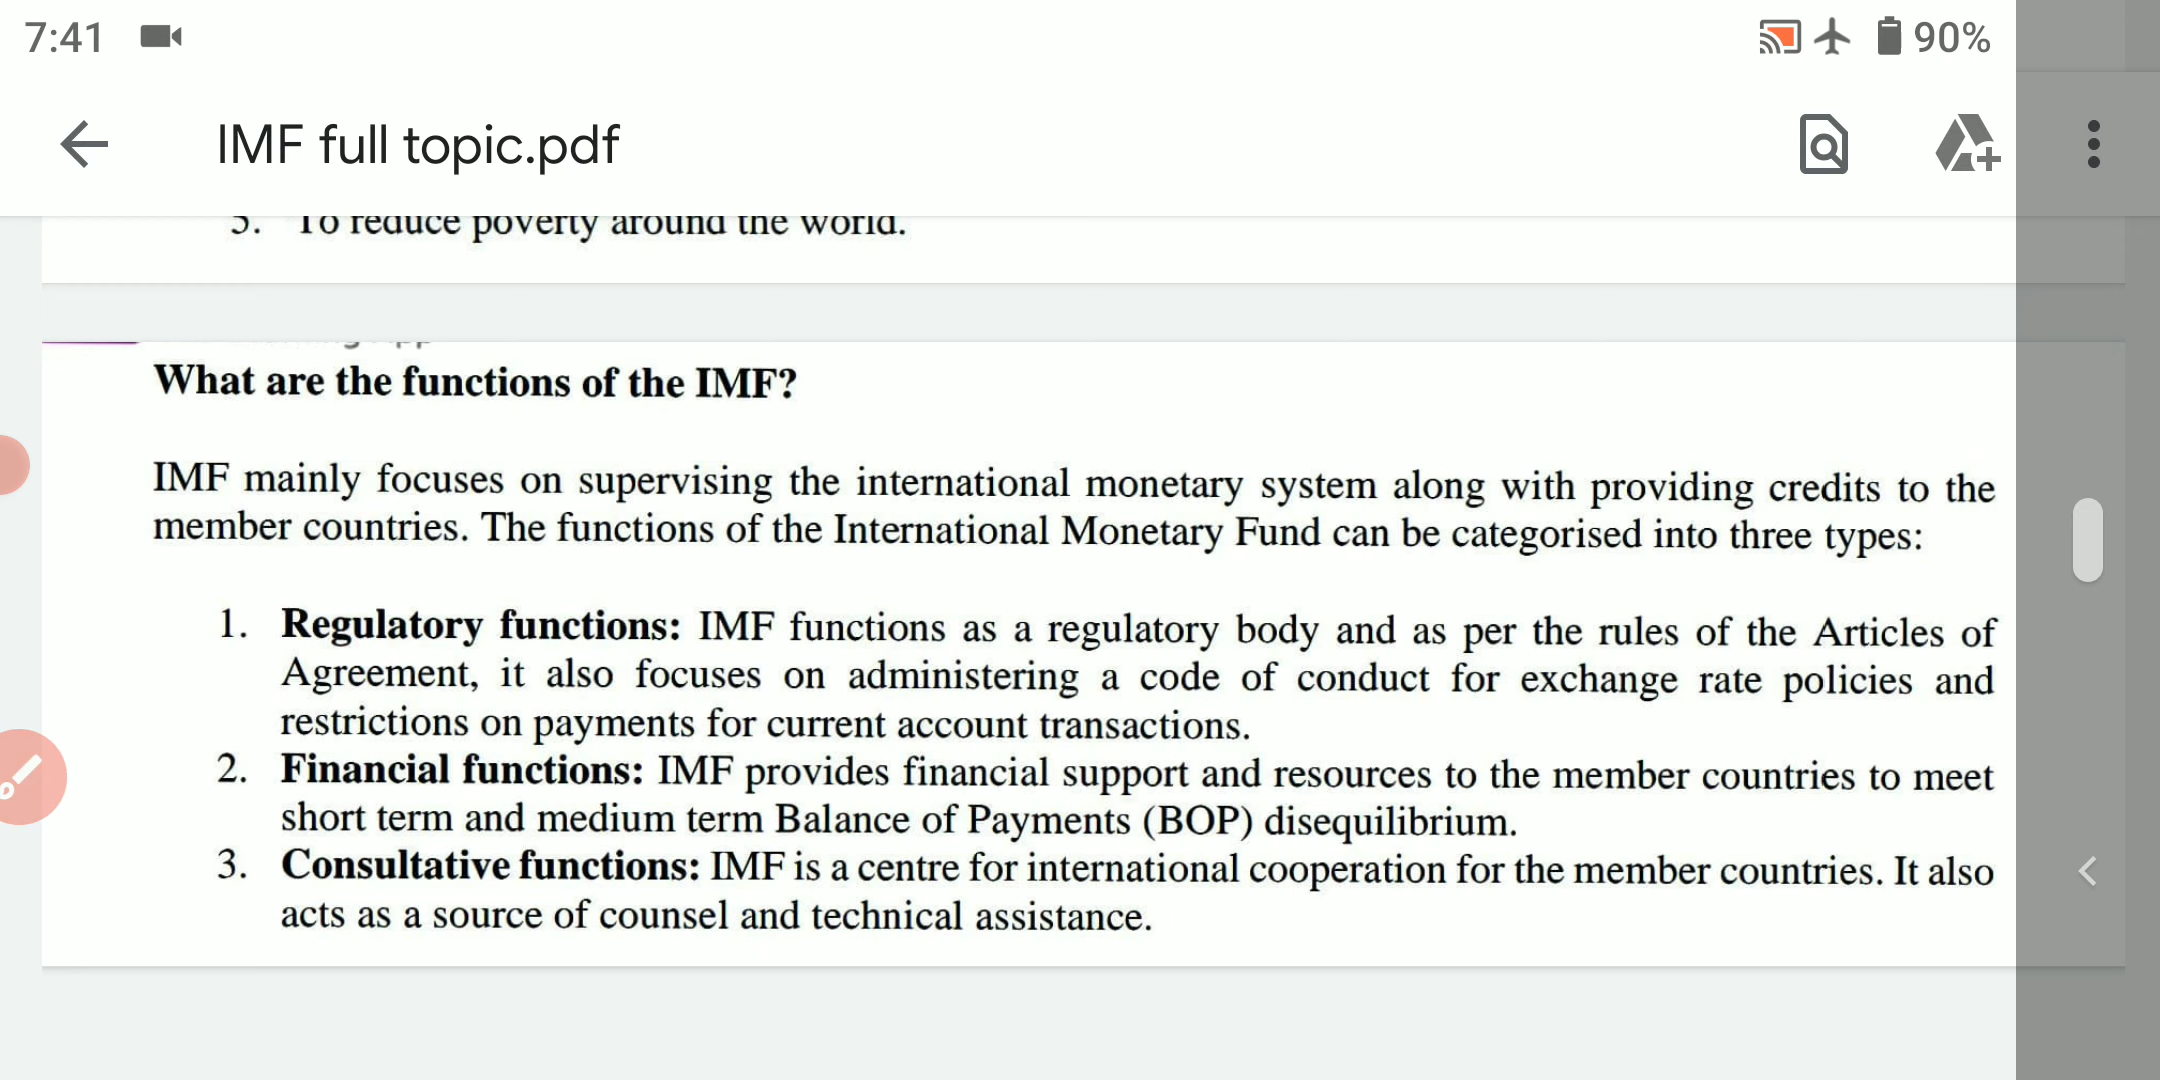 7:41
90%
IMF full topic.pdf
5. To reduce poverty around the world.
What are the functions of the IMF?
IMF mainly focuses on supervising the international monetary system along with providing credits to the
member countries. The functions of the International Monetary Fund can be categorised into three types:
1. Regulatory functions: IMF functions as a regulatory body and as per the rules of the Articles of
Agreement, it also focuses on administering a code of conduct for exchange rate policies and
restrictions on payments for current account transactions.
2. Financial functions: IMF provides financial support and resources to the member countries to meet
short term and medium term Balance of Payments (BOP) disequilibrium.
3. Consultative functions: IMF is a centre for international cooperation for the member countries. It also
acts as a source of counsel and technical assistance.